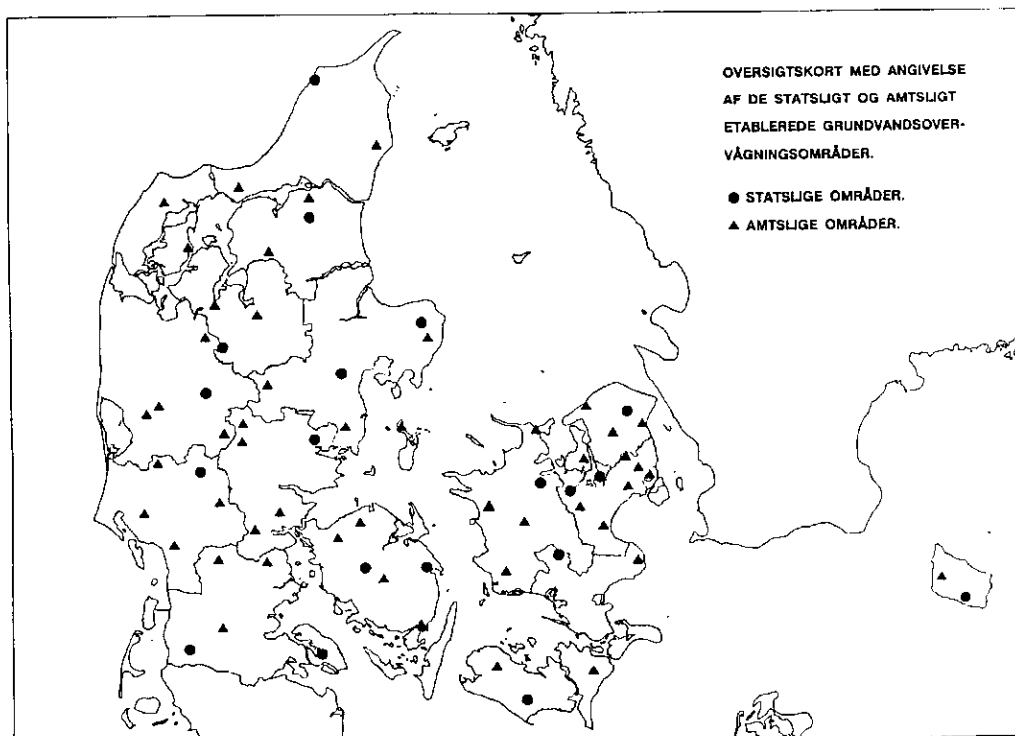 OVERSIGTSKORT MED ANGIVELSE
AF DE STATSLIGT OG AMTSLIGT
ETABLEREDE GRUNDVANDSOVER-
VÅGNINGSOMRÅDER.
STATSLIGE OMRÅDER.
AMTSLIGE OMRÅDER.